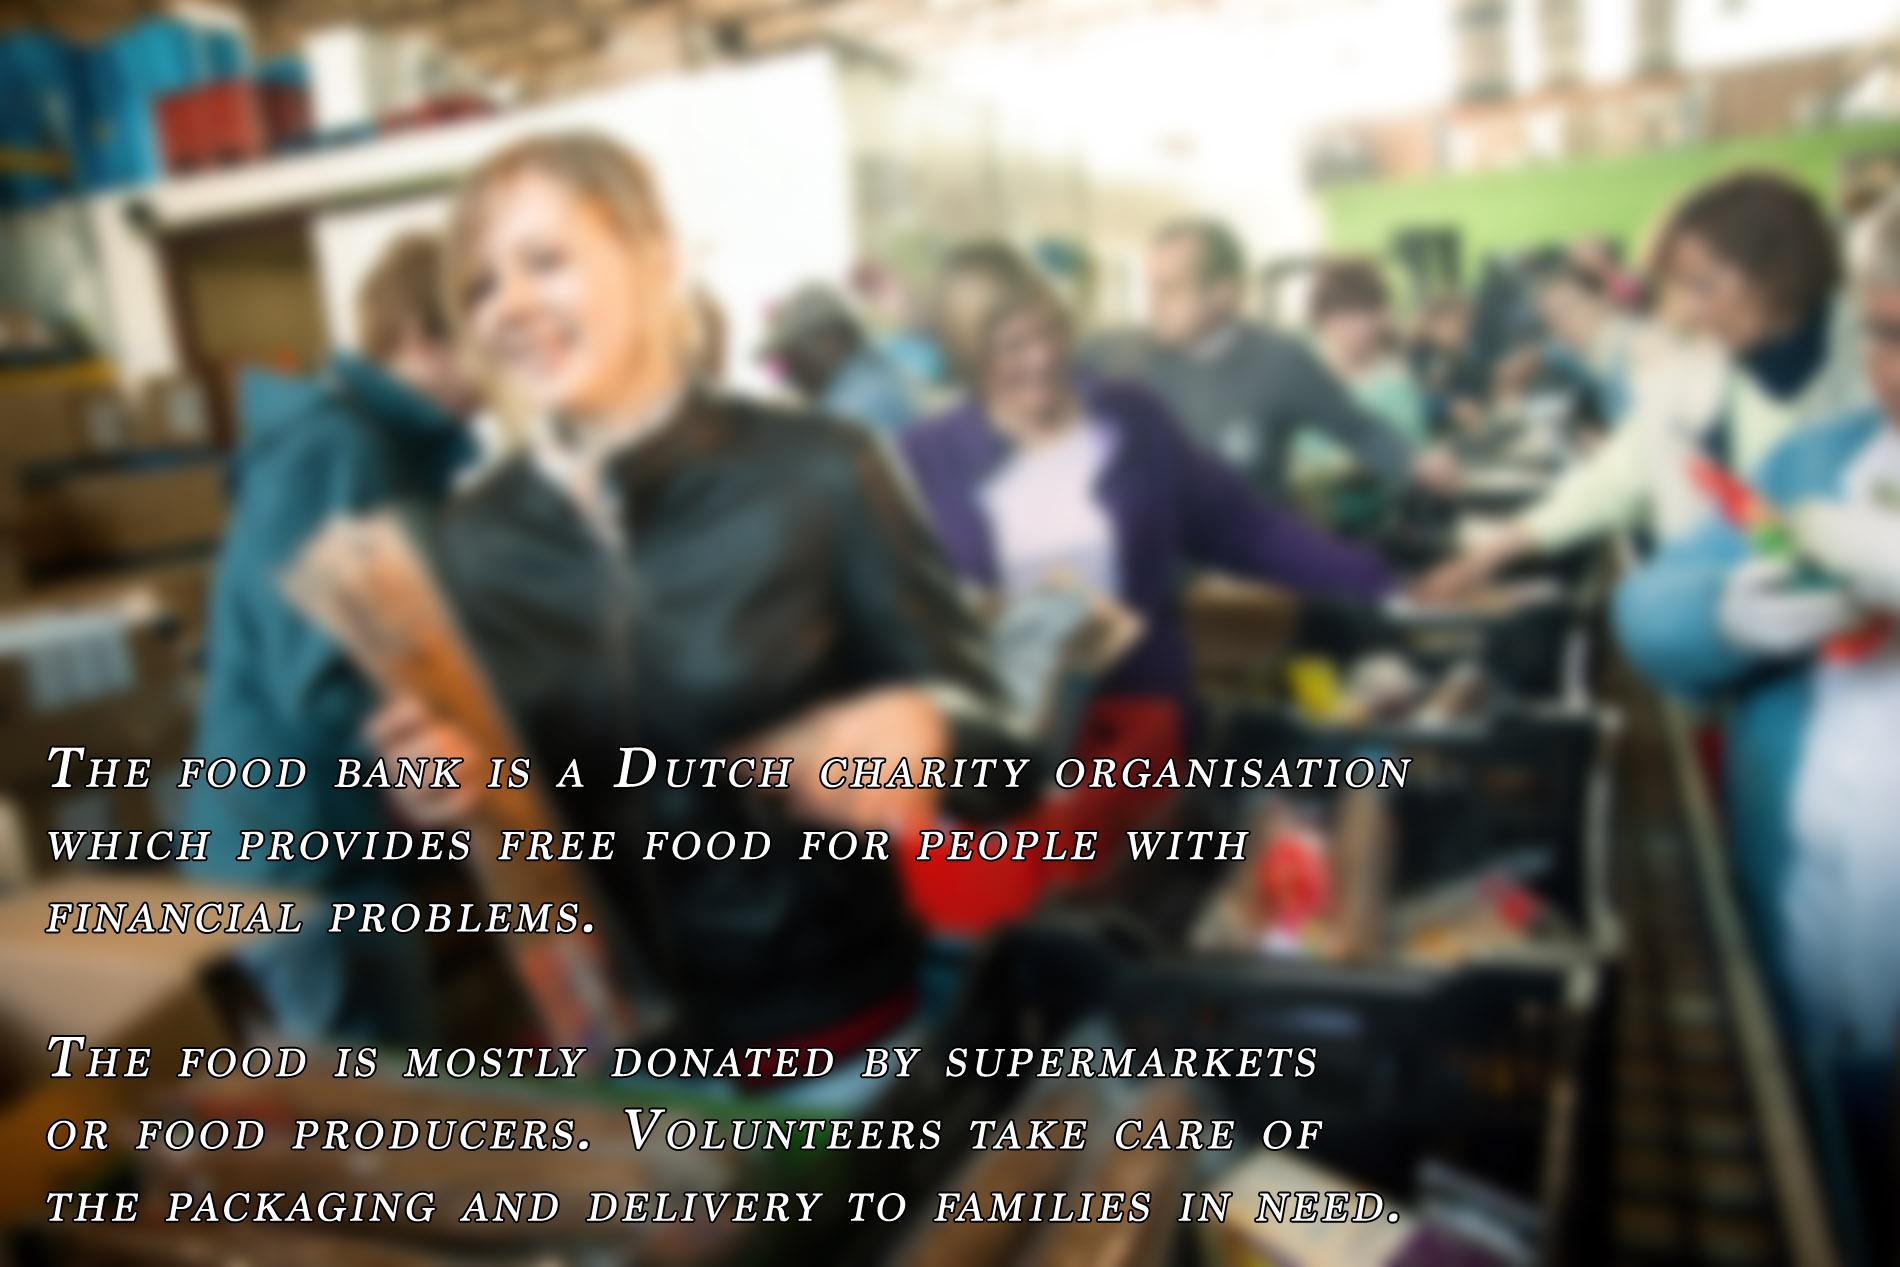 The food bank is a Dutch charity organisation
which provides free food for people with
financial problems.
The food is mostly donated by supermarkets
or food producers. Volunteers take care of
the packaging and delivery to families in need.